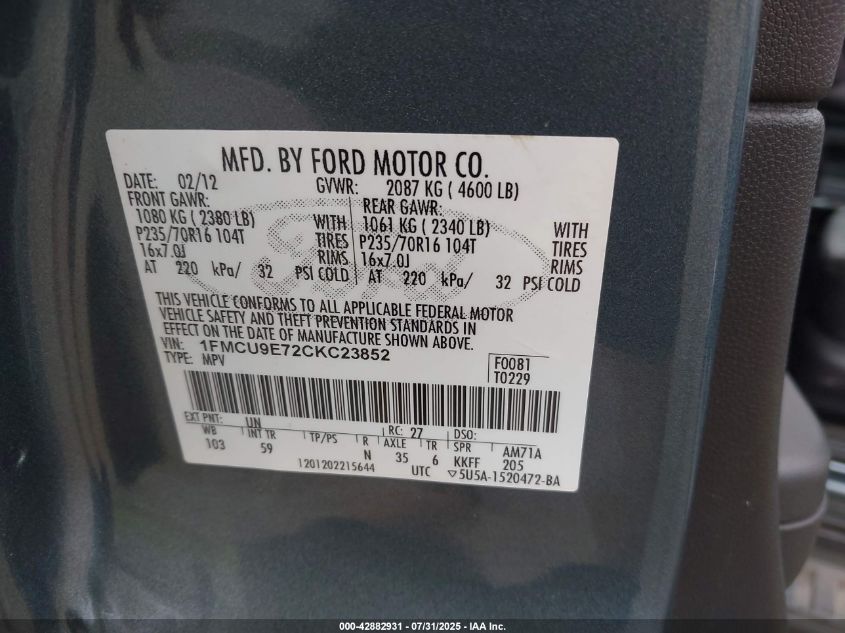 MFD. BY FORD MOTOR CO.
DATE: 02/12 GVWR: 2087 KG ( 4600 LB)
FRONT GAWR: REAR GAWR:
1080 KG ( 2380 LB) WITH 1061 KG ( 2340 LB) WITH
P235/70R16 104T TIRES P235/70R16 104T TIRES
16x7.0J RIMS 16x7.0J RIMS
AT 220 kPa/ 32 PSI COLD AT 220 kPa/ 32 PSI COLD
THIS VEHICLE CONFORMS TO ALL APPLICABLE FEDERAL MOTOR
VEHICLE SAFETY AND THEFT PREVENTION STANDARDS IN
EFFECT ON THE DATE OF MANUFACTURE SHOWN ABOVE.
VIN: 1FMCU9E72CKC23852
TYPE: MPV
F0081
T0229
EXT PNT: UN RC: 27 DSO:
WB INT TR TP/PS R AXLE TR SPR AM71A
103 59 N 35 6 KKFF 205
1201202215644 UTC ▽5U5A-1520472-BA
Ford
000-42882931 - 07/31/2025 - IAA Inc.